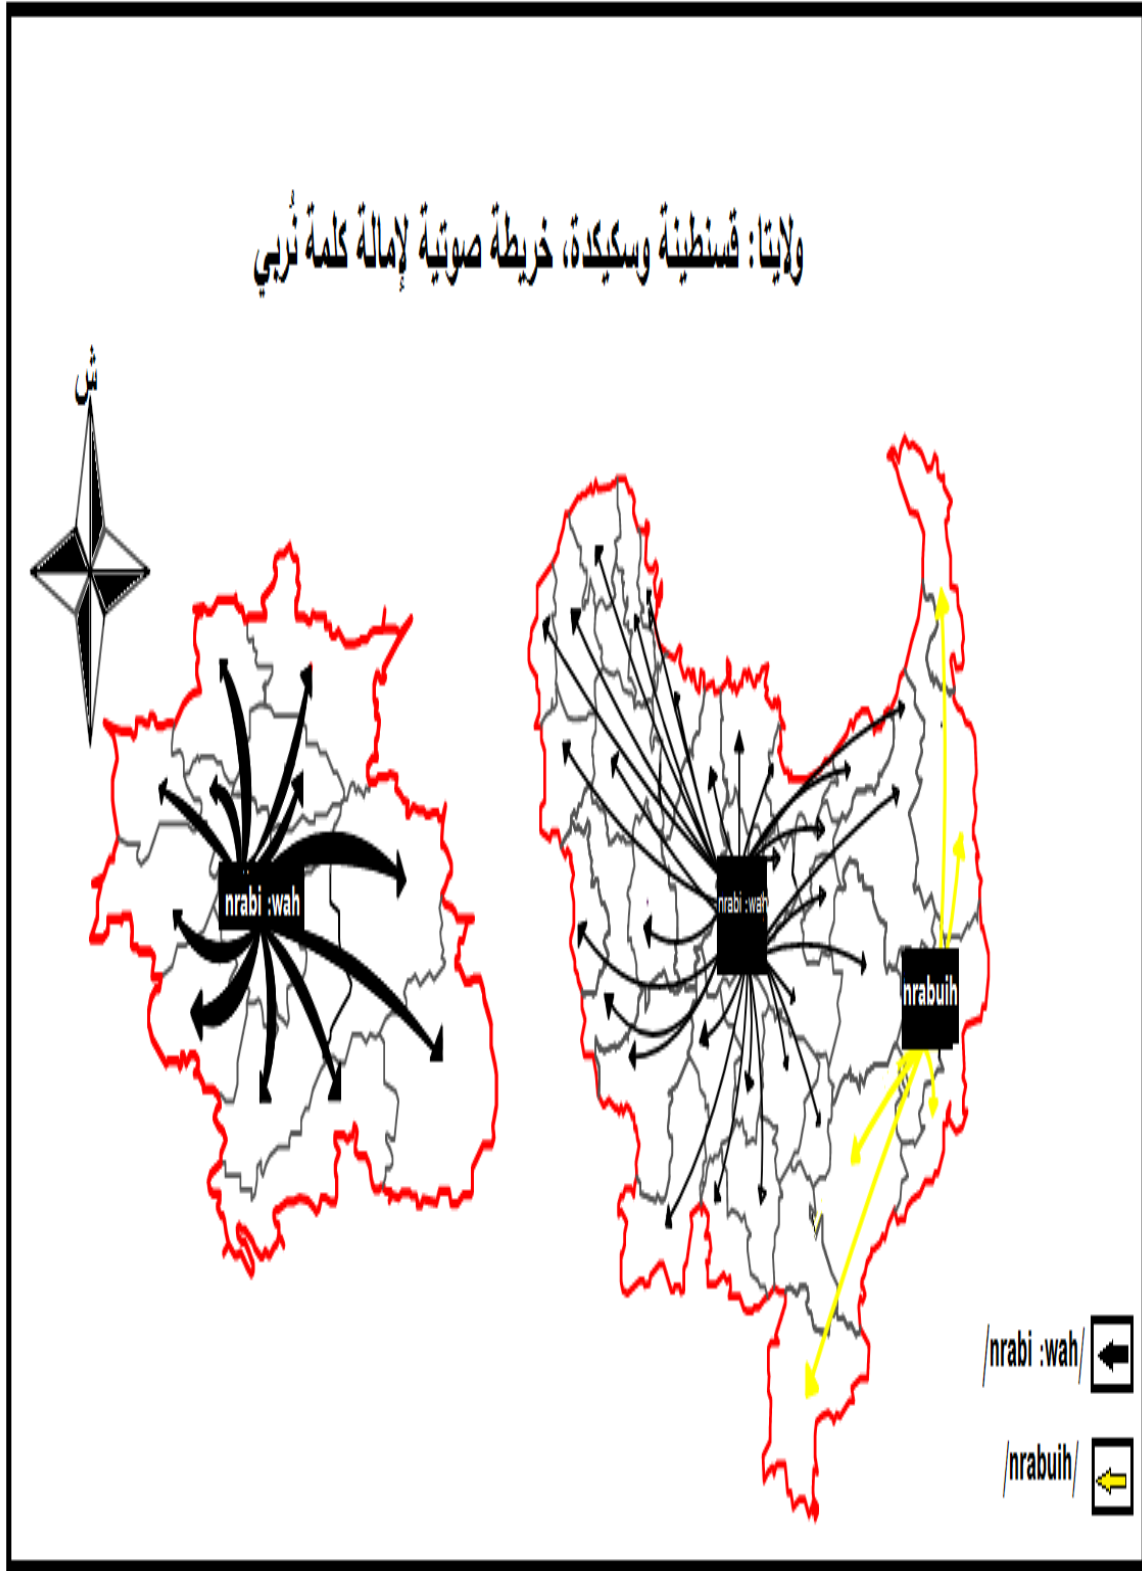 ولايتا: قسنطينة وسكيكدة، خريطة صوتية لإمالة كلمة نُربي
ش
nrabi :wah
nrabi :wah
nrabuih
/nrabi :wah/
/nrabuih/